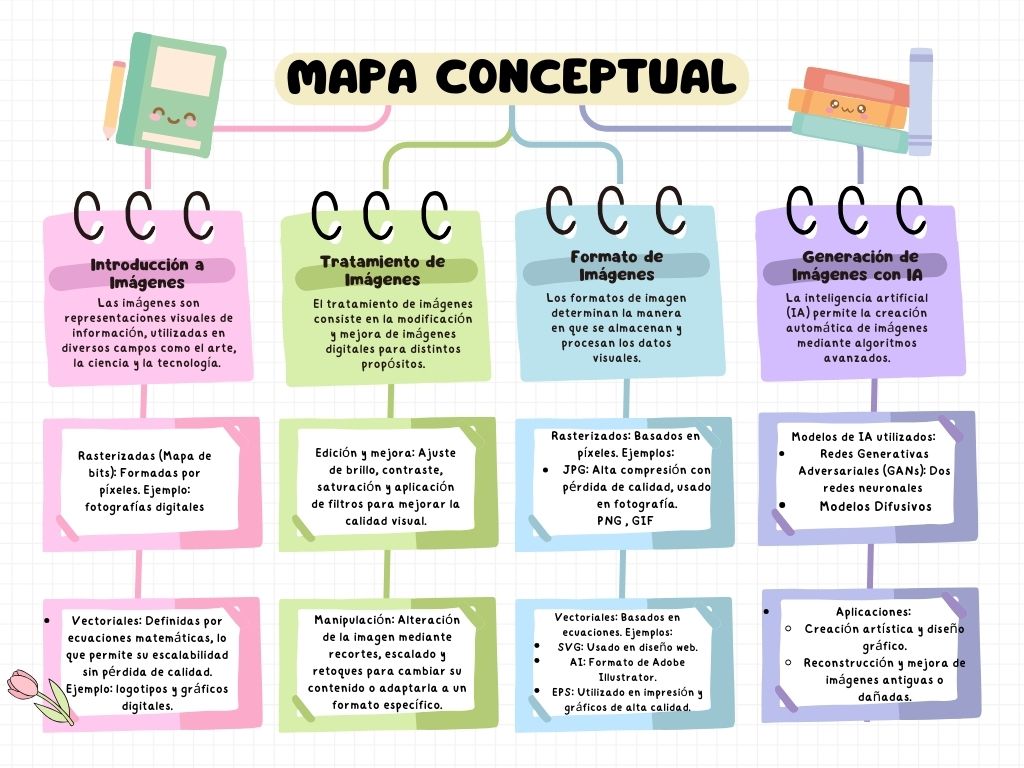 MAPA CONCEPTUAL
Introducción a
Imágenes
Las imágenes son
representaciones visuales de
información, utilizadas en
diversos campos como el arte,
la ciencia y la tecnología.
Rasterizadas (Mapa de
bits): Formadas por
píxeles. Ejemplo:
fotografías digitales
• Vectoriales: Definidas por
ecuaciones matemáticas, lo
que permite su escalabilidad
sin pérdida de calidad.
Ejemplo: logotipos y gráficos
digitales.
Tratamiento de
Imágenes
El tratamiento de imágenes
consiste en la modificación
y mejora de imágenes
digitales para distintos
propósitos.
Edición y mejora: Ajuste
de brillo, contraste,
saturación y aplicación
de filtros para mejorar la
calidad visual.
Manipulación: Alteración
de la imagen mediante
recortes, escalado y
retoques para cambiar su
contenido o adaptarla a un
formato específico.
Formato de
Imágenes
Los formatos de imagen
determinan la manera
en que se almacenan y
procesan los datos
visuales.
Rasterizados: Basados en
píxeles. Ejemplos:
• JPG: Alta compresión con
pérdida de calidad, usado
en fotografía.
PNG , GIF
Vectoriales: Basados en
ecuaciones. Ejemplos:
• SVG: Usado en diseño web.
• AI: Formato de Adobe
Illustrator.
• EPS: Utilizado en impresión y
gráficos de alta calidad.
Generación de
Imágenes con IA
La inteligencia artificial
(IA) permite la creación
automática de imágenes
mediante algoritmos
avanzados.
Modelos de IA utilizados:
• Redes Generativas
Adversariales (GANs): Dos
redes neuronales
• Modelos Difusivos
• Aplicaciones:
○ Creación artística y diseño
gráfico.
○ Reconstrucción y mejora de
imágenes antiguas o
dañadas.